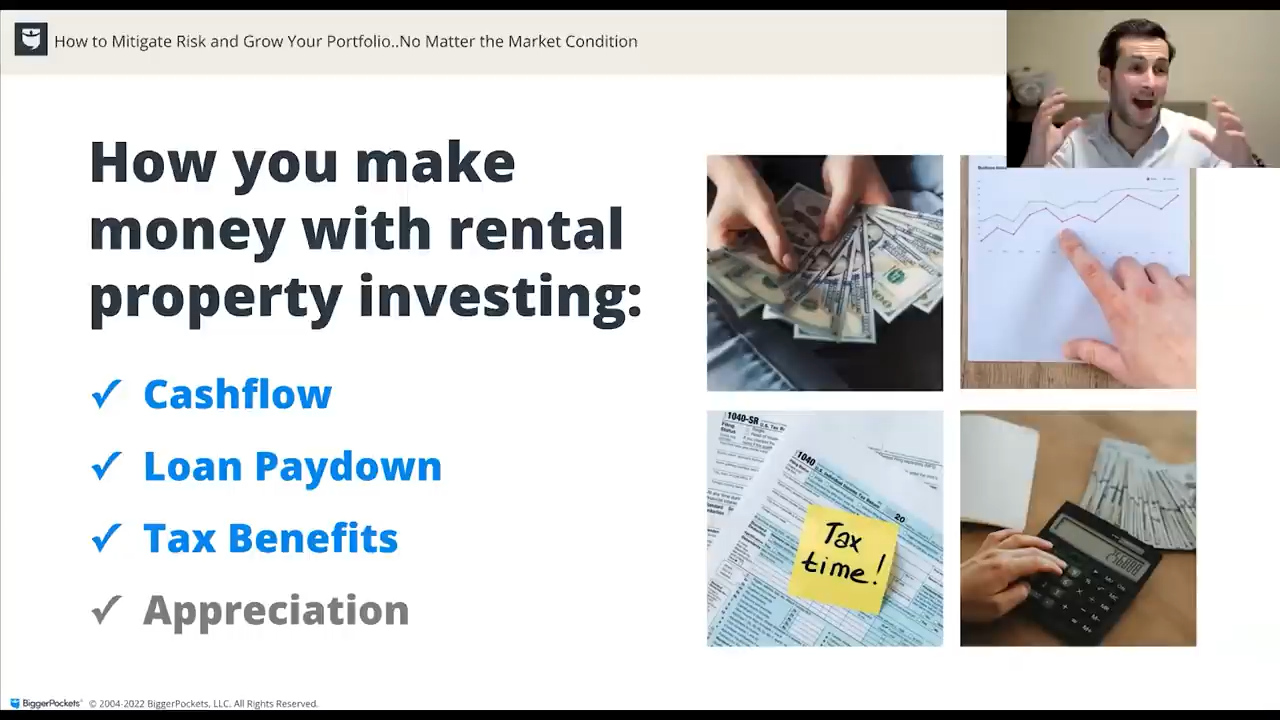 How to Mitigate Risk and Grow Your Portfolio..No Matter the Market Condition
How you make
money with rental
property investing:
✓ Cashflow
✓ Loan Paydown
✓ Tax Benefits
✓ Appreciation
1040-SR
1040
20
Tax
time!
BiggerPockets © 2004-2022 BiggerPockets, LLC. All Rights Reserved.